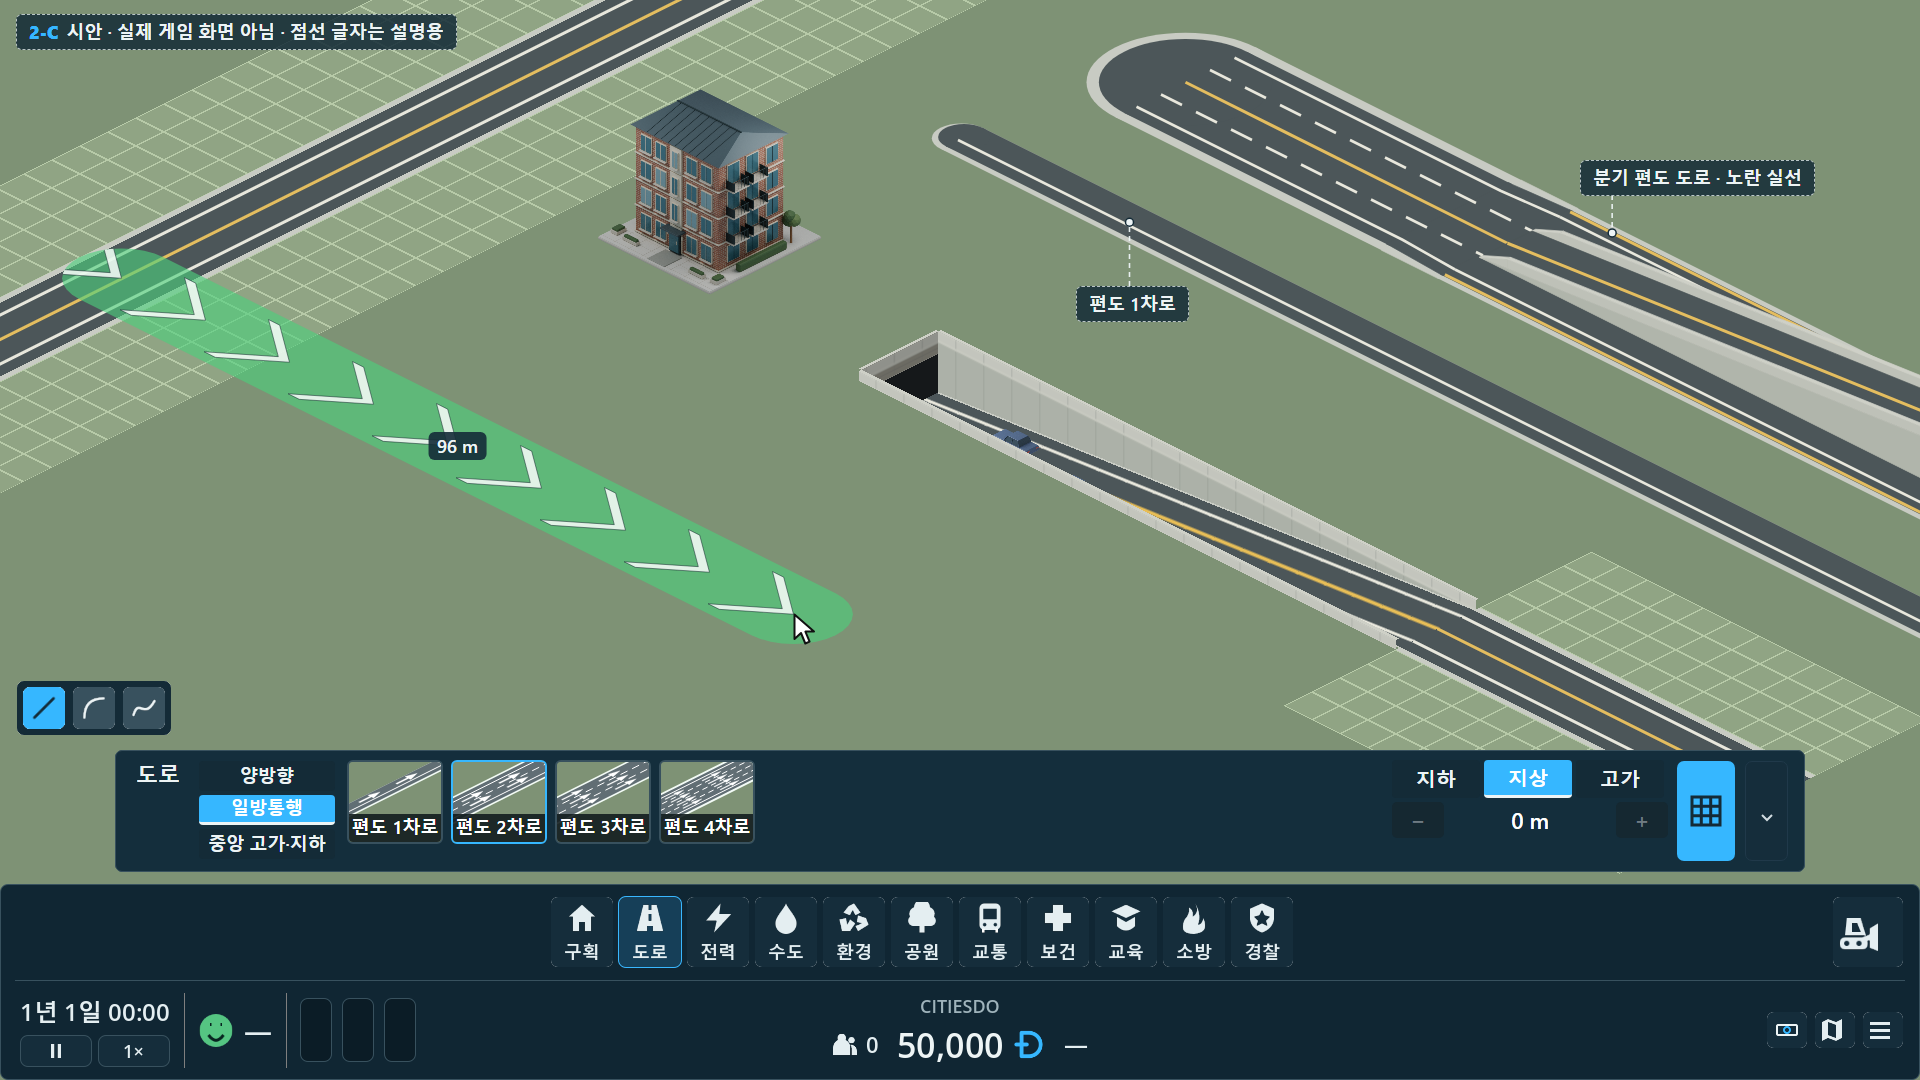 2-C 시안 · 실제 게임 화면 아님 · 점선 글자는 설명용
분기 편도 도로 · 노란 실선
편도 1차로
96 m
도로
양방향
일방통행
중앙 고가·지하
편도 1차로
편도 2차로
편도 3차로
편도 4차로
지하
지상
고가
− 0 m +
구획
도로
전력
수도
환경
공원
교통
보건
교육
소방
경찰
1년 1일 00:00
1×
—
CITIESDO
0
50,000
—